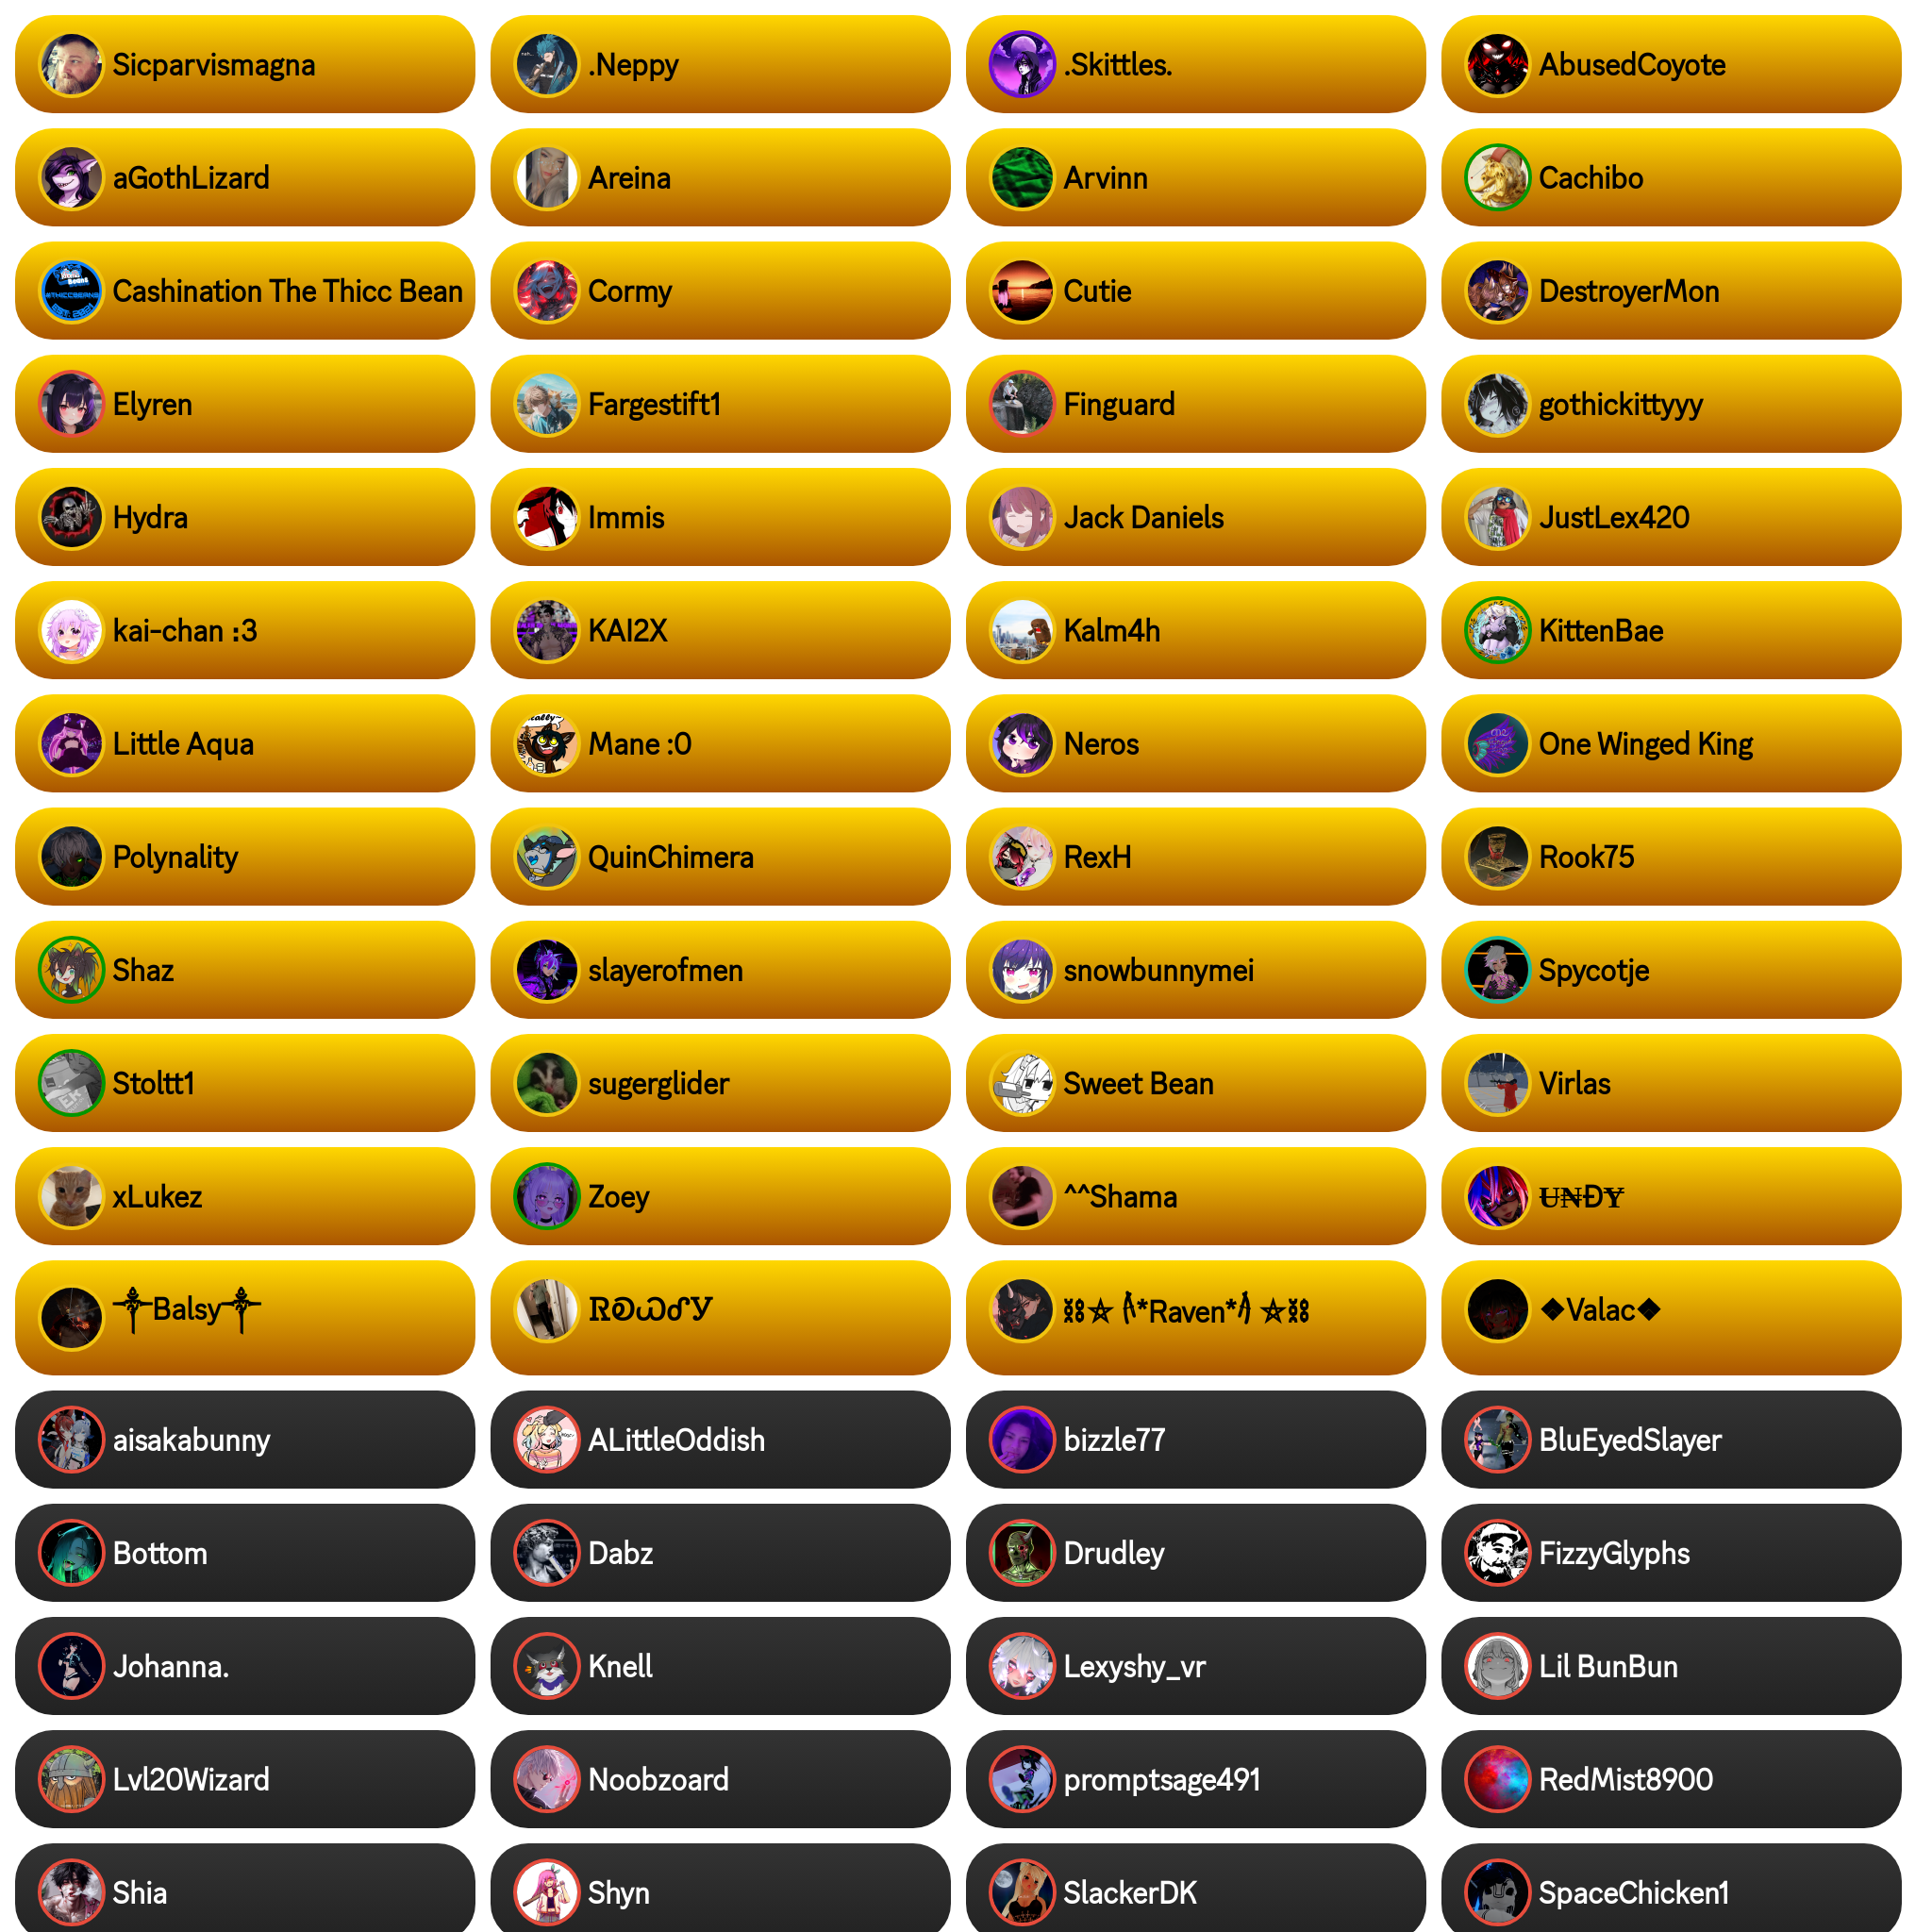 Sicparvismagna
.Neppy
.Skittles.
AbusedCoyote
aGothLizard
Areina
Arvinn
Cachibo
Cashination The Thicc Bean
Cormy
Cutie
DestroyerMon
Elyren
Fargestift1
Finguard
gothickittyyy
Hydra
Immis
Jack Daniels
JustLex420
kai-chan :3
KAI2X
Kalm4h
KittenBae
Little Aqua
Mane :0
Neros
One Winged King
Polynality
QuinChimera
RexH
Rook75
Shaz
slayerofmen
snowbunnymei
Spycotje
Stoltt1
sugerglider
Sweet Bean
Virlas
xLukez
Zoey
^^Shama
U̶N̶ĐY̶
༒Balsy༒
⛓⛧*Raven*⛧⛓
◆Valac◆
aisakabunny
ALittleOddish
bizzle77
BluEyedSlayer
Bottom
Dabz
Drudley
FizzyGlyphs
Johanna.
Knell
Lexyshy_vr
Lil BunBun
Lvl20Wizard
Noobzoard
promptsage491
RedMist8900
Shia
Shyn
SlackerDK
SpaceChicken1